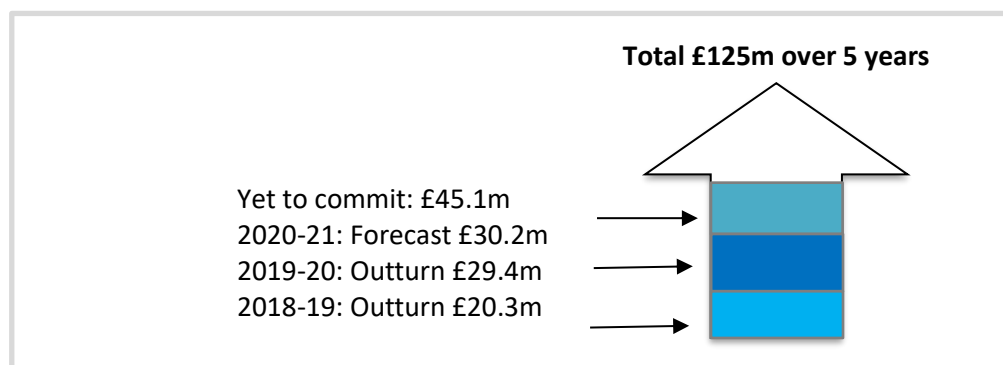 Total £125m over 5 years
Yet to commit: £45.1m
2020-21: Forecast £30.2m
2019-20: Outturn £29.4m
2018-19: Outturn £20.3m